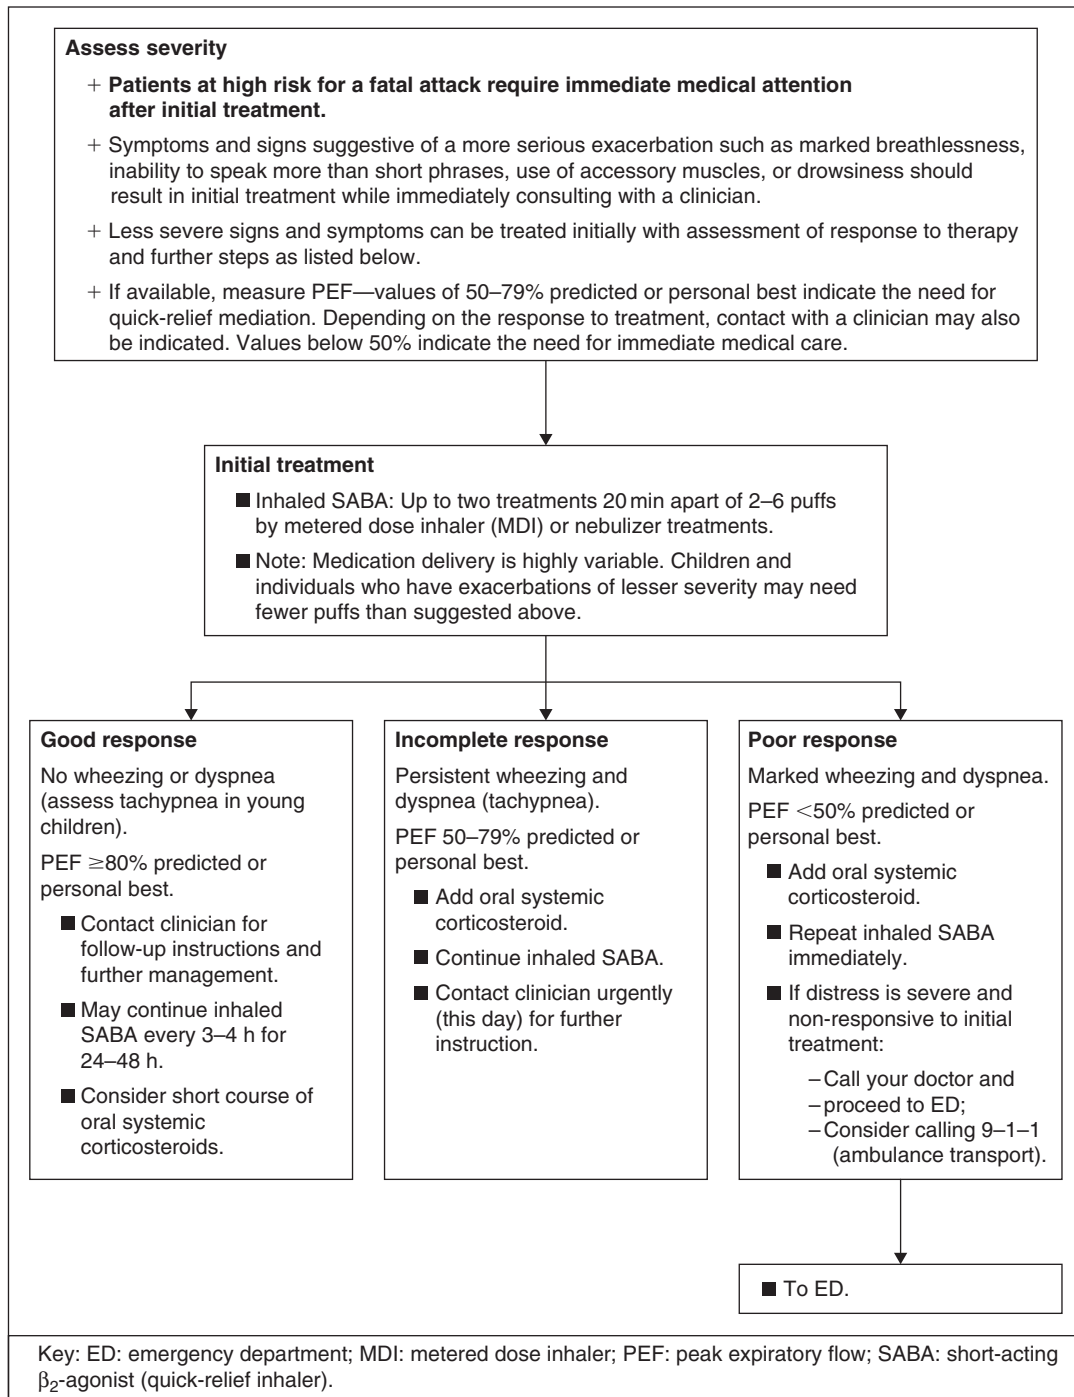 Assess severity
+ Patients at high risk for a fatal attack require immediate medical attention
after initial treatment.
+ Symptoms and signs suggestive of a more serious exacerbation such as marked breathlessness,
inability to speak more than short phrases, use of accessory muscles, or drowsiness should
result in initial treatment while immediately consulting with a clinician.
+ Less severe signs and symptoms can be treated initially with assessment of response to therapy
and further steps as listed below.
+ If available, measure PEF—values of 50–79% predicted or personal best indicate the need for
quick-relief mediation. Depending on the response to treatment, contact with a clinician may also
be indicated. Values below 50% indicate the need for immediate medical care.
Initial treatment
■ Inhaled SABA: Up to two treatments 20 min apart of 2–6 puffs
by metered dose inhaler (MDI) or nebulizer treatments.
■ Note: Medication delivery is highly variable. Children and
individuals who have exacerbations of lesser severity may need
fewer puffs than suggested above.
Good response
No wheezing or dyspnea
(assess tachypnea in young
children).
PEF ≥80% predicted or
personal best.
■ Contact clinician for
follow-up instructions and
further management.
■ May continue inhaled
SABA every 3–4 h for
24–48 h.
■ Consider short course of
oral systemic
corticosteroids.
Incomplete response
Persistent wheezing and
dyspnea (tachypnea).
PEF 50–79% predicted or
personal best.
■ Add oral systemic
corticosteroid.
■ Continue inhaled SABA.
■ Contact clinician urgently
(this day) for further
instruction.
Poor response
Marked wheezing and dyspnea.
PEF <50% predicted or
personal best.
■ Add oral systemic
corticosteroid.
■ Repeat inhaled SABA
immediately.
■ If distress is severe and
non-responsive to initial
treatment:
–Call your doctor and
–proceed to ED;
–Consider calling 9–1–1
(ambulance transport).
■ To ED.
Key: ED: emergency department; MDI: metered dose inhaler; PEF: peak expiratory flow; SABA: short-acting
β₂-agonist (quick-relief inhaler).